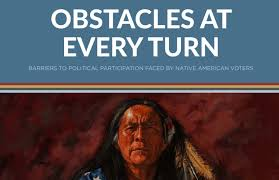 OBSTACLES AT
EVERY TURN
BARRIERS TO POLITICAL PARTICIPATION FACED BY NATIVE AMERICAN VOTERS